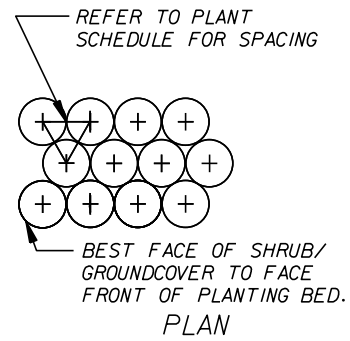 REFER TO PLANT
SCHEDULE FOR SPACING
BEST FACE OF SHRUB/
GROUNDCOVER TO FACE
FRONT OF PLANTING BED.
PLAN